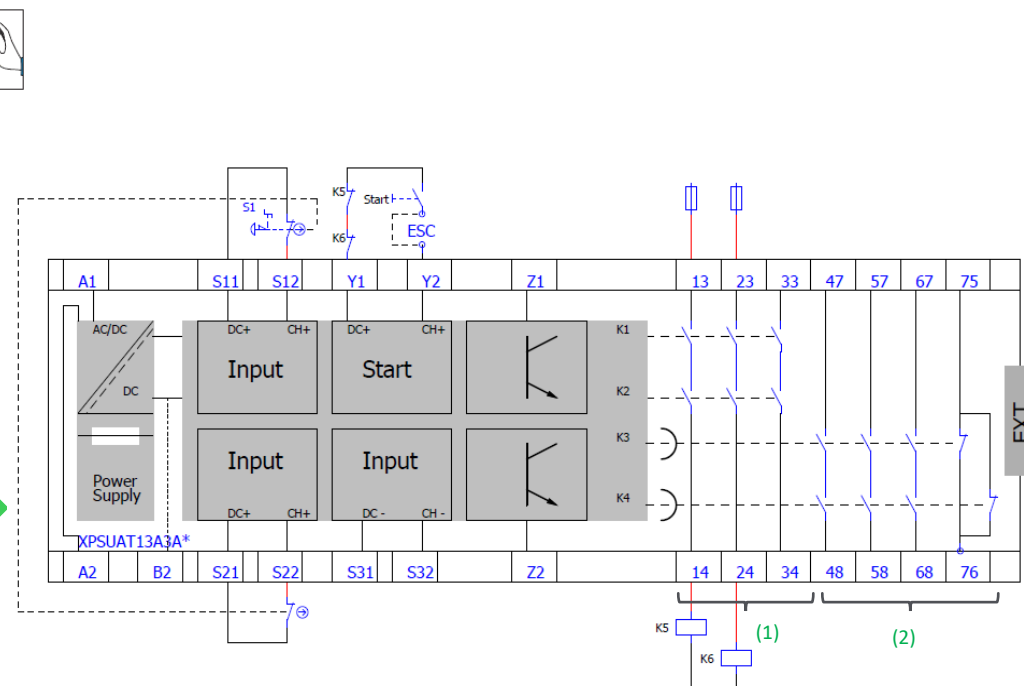 K5
Start
S1
K6
ESC
A1
S11
S12
Y1
Y2
Z1
13
23
33
47
57
67
75
AC/DC
DC+
CH+
DC+
CH+
K1
Input
Start
DC
K2
EXT
K3
Input
Input
Power
Supply
K4
DC+
CH+
DC -
CH -
XPSUAT13A3A*
A2
B2
S21
S22
S31
S32
Z2
14
24
34
48
58
68
76
K5
(1)
(2)
K6